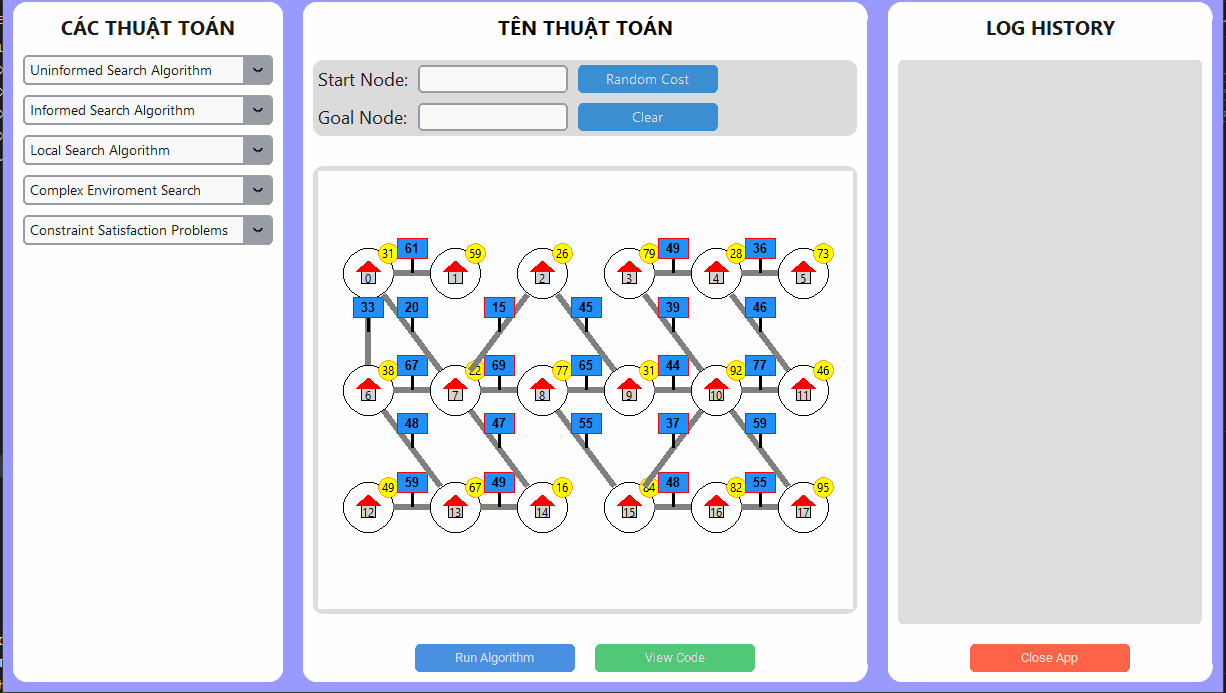 CÁC THUẬT TOÁN
Uninformed Search Algorithm
Informed Search Algorithm
Local Search Algorithm
Complex Enviroment Search
Constraint Satisfaction Problems
TÊN THUẬT TOÁN
Start Node:
Random Cost
Goal Node:
Clear
31 61 59 26 79 49 28 36 73
0 1 2 3 4 5
33 20 15 45 39 46
38 67 22 69 77 65 31 44 92 77 46
6 7 8 9 10 11
48 47 55 37 59
49 59 67 49 16 64 48 82 55 95
12 13 14 15 16 17
Run Algorithm
View Code
LOG HISTORY
Close App